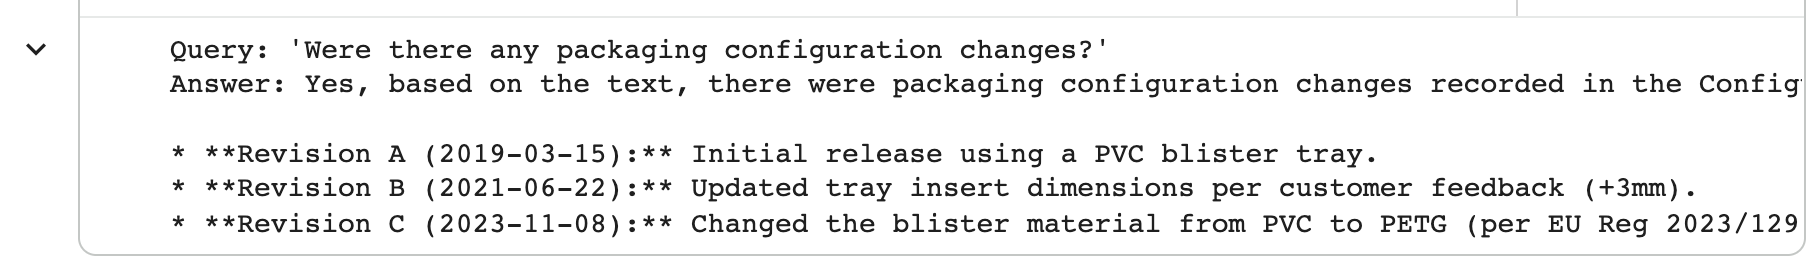 Query: 'Were there any packaging configuration changes?'
Answer: Yes, based on the text, there were packaging configuration changes recorded in the Config
* **Revision A (2019-03-15):** Initial release using a PVC blister tray.
* **Revision B (2021-06-22):** Updated tray insert dimensions per customer feedback (+3mm).
* **Revision C (2023-11-08):** Changed the blister material from PVC to PETG (per EU Reg 2023/129